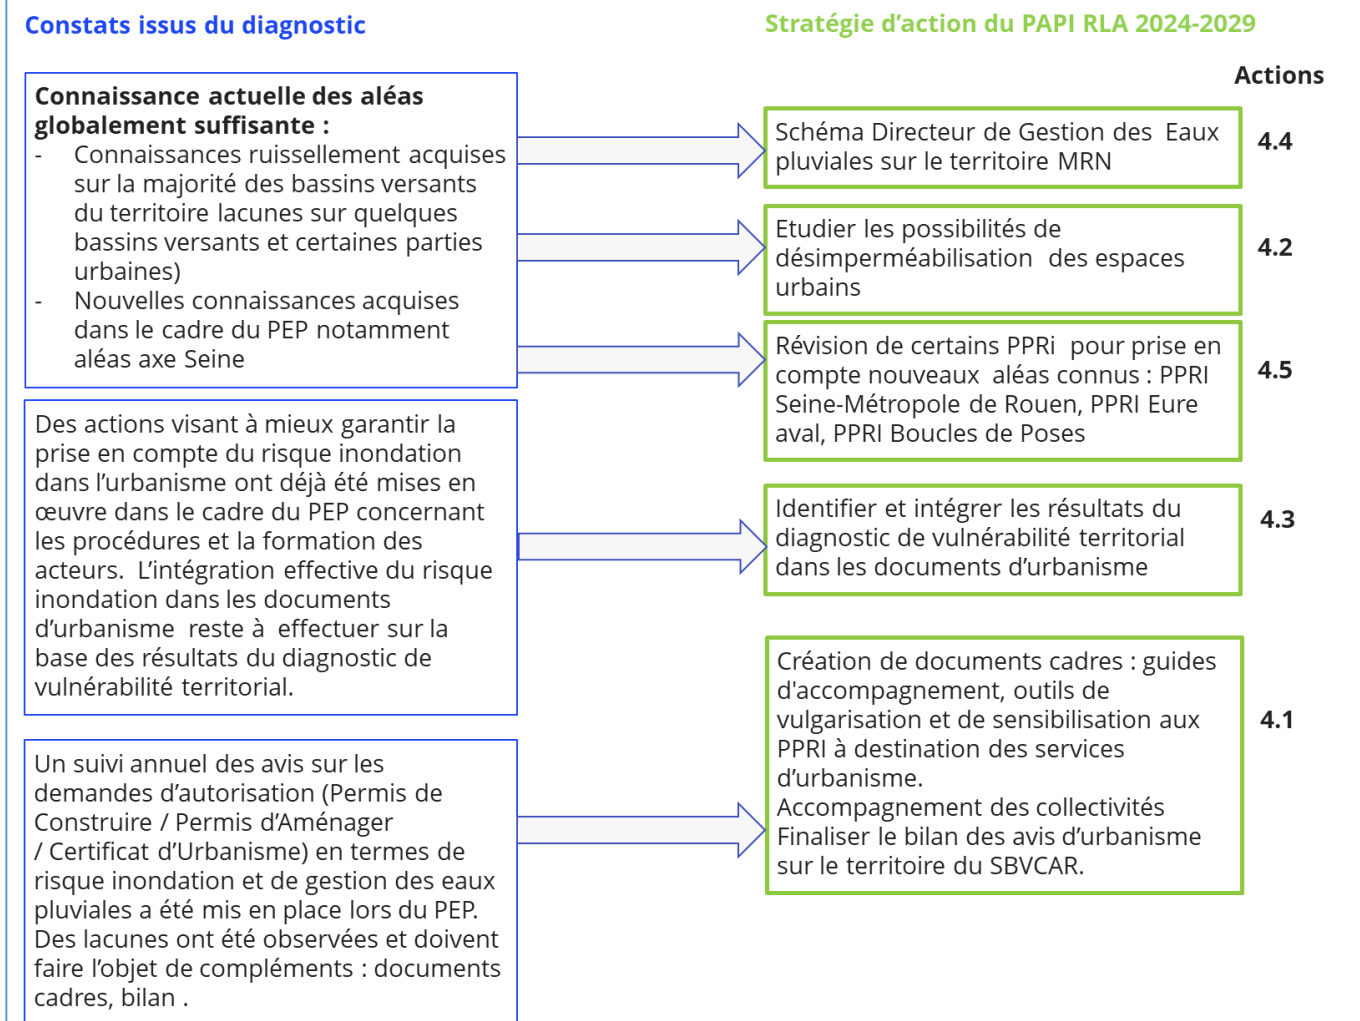 Constats issus du diagnostic
Stratégie d’action du PAPI RLA 2024-2029
Actions
Connaissance actuelle des aléas
globalement suffisante :
- Connaissances ruissellement acquises
sur la majorité des bassins versants
du territoire lacunes sur quelques
bassins versants et certaines parties
urbaines)
- Nouvelles connaissances acquises
dans le cadre du PEP notamment
aléas axe Seine
Schéma Directeur de Gestion des Eaux
pluviales sur le territoire MRN
4.4
Etudier les possibilités de
désimperméabilisation des espaces
urbains
4.2
Révision de certains PPRi pour prise en
compte nouveaux aléas connus : PPRI
Seine-Métropole de Rouen, PPRI Eure
aval, PPRI Boucles de Poses
4.5
Des actions visant à mieux garantir la
prise en compte du risque inondation
dans l’urbanisme ont déjà été mises en
œuvre dans le cadre du PEP concernant
les procédures et la formation des
acteurs. L’intégration effective du risque
inondation dans les documents
d’urbanisme reste à effectuer sur la
base des résultats du diagnostic de
vulnérabilité territorial.
Identifier et intégrer les résultats du
diagnostic de vulnérabilité territorial
dans les documents d’urbanisme
4.3
Un suivi annuel des avis sur les
demandes d’autorisation (Permis de
Construire / Permis d’Aménager
/ Certificat d’Urbanisme) en termes de
risque inondation et de gestion des eaux
pluviales a été mis en place lors du PEP.
Des lacunes ont été observées et doivent
faire l’objet de compléments : documents
cadres, bilan .
Création de documents cadres : guides
d'accompagnement, outils de
vulgarisation et de sensibilisation aux
PPRI à destination des services
d’urbanisme.
Accompagnement des collectivités
Finaliser le bilan des avis d’urbanisme
sur le territoire du SBVCAR.
4.1